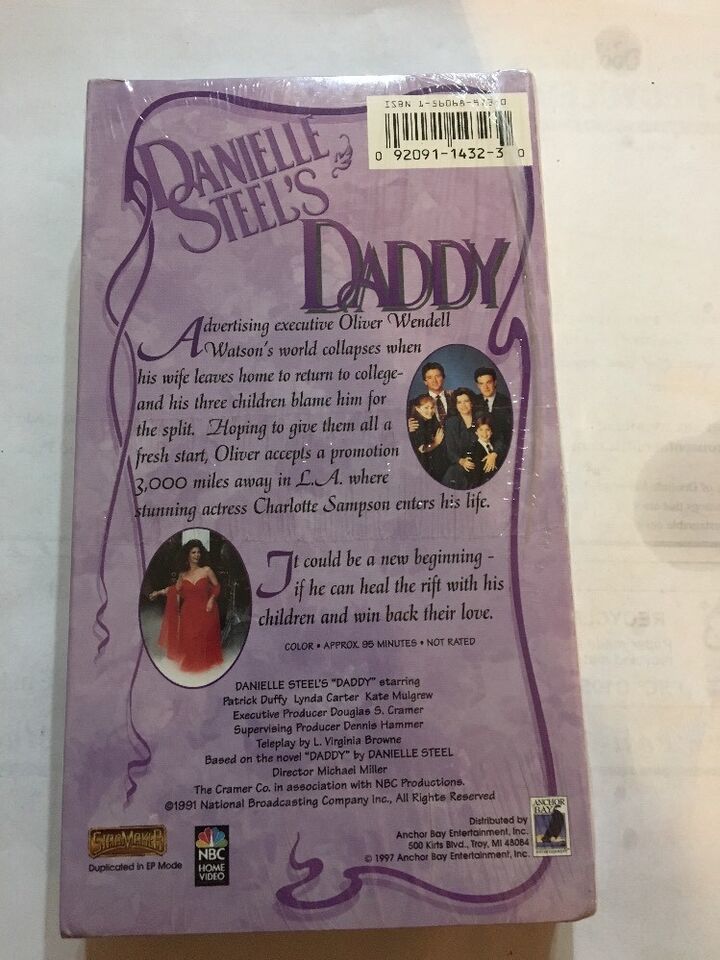 ISBN 1-56068-
0 92091-1432-3 0
DANIELLE
STEEL'S
DADDY
Advertising executive Oliver Wendell
Watson's world collapses when
his wife leaves home to return to college-
and his three children blame him for
the split. Hoping to give them all a
fresh start, Oliver accepts a promotion
3,000 miles away in L.A. where
stunning actress Charlotte Sampson enters his life.
It could be a new beginning -
if he can heal the rift with his
children and win back their love.
COLOR • APPROX. 95 MINUTES • NOT RATED
DANIELLE STEEL'S "DADDY" starring
Patrick Duffy Lynda Carter Kate Mulgrew
Executive Producer Douglas S. Cramer
Supervising Producer Dennis Hammer
Teleplay by L. Virginia Browne
Based on the novel "DADDY" by DANIELLE STEEL
Director Michael Miller
The Cramer Co. in association with NBC Productions.
©1991 National Broadcasting Company Inc., All Rights Reserved
STARMAKER
Duplicated in EP Mode
NBC
HOME
VIDEO
Distributed by
Anchor Bay Entertainment, Inc.
500 Kirts Blvd., Troy, MI 48084
© 1997 Anchor Bay Entertainment, Inc.
ANCHOR
BAY
RECYCL